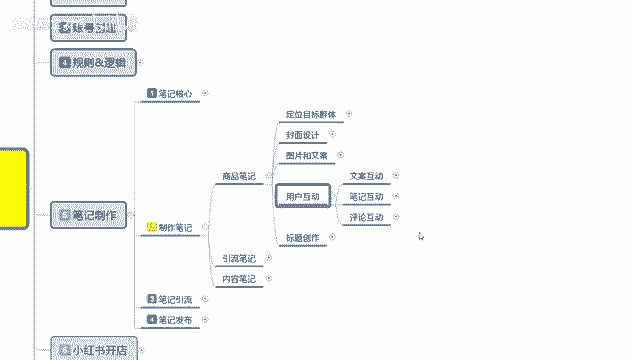 账号
4 规则&逻辑
1 笔记核心
定位目标群体
封面设计
图片和文案
商品笔记
文案互动
用户互动
笔记互动
5 笔记制作
评论互动
制作笔记
标题创作
引流笔记
内容笔记
3 笔记引流
4 笔记发布
6 小红书开店